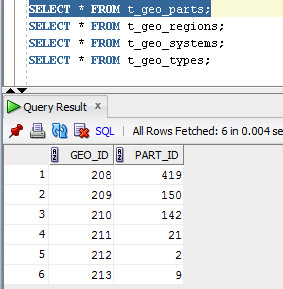 SELECT * FROM t_geo_parts;
SELECT * FROM t_geo_regions;
SELECT * FROM t_geo_systems;
SELECT * FROM t_geo_types;
Query Result ×
SQL | All Rows Fetched: 6 in 0.004 se
GEO_ID PART_ID
1 208 419
2 209 150
3 210 142
4 211 21
5 212 2
6 213 9